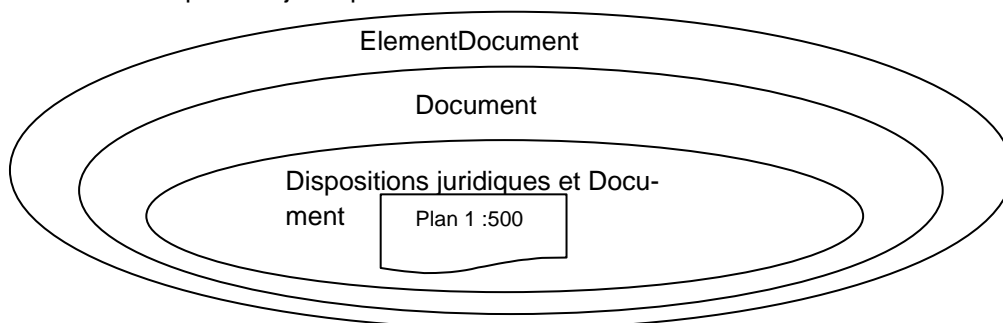 ElementDocument
Document
Dispositions juridiques et Docu-
ment
Plan 1 :500